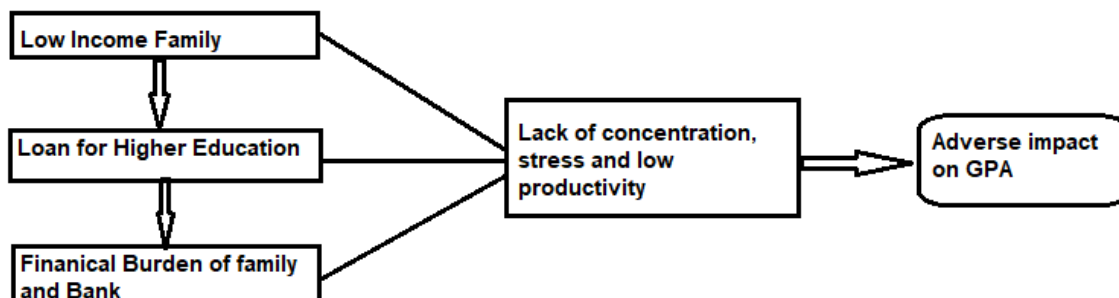 Low Income Family
Loan for Higher Education
Finanical Burden of family
and Bank
Lack of concentration,
stress and low
productivity
Adverse impact
on GPA